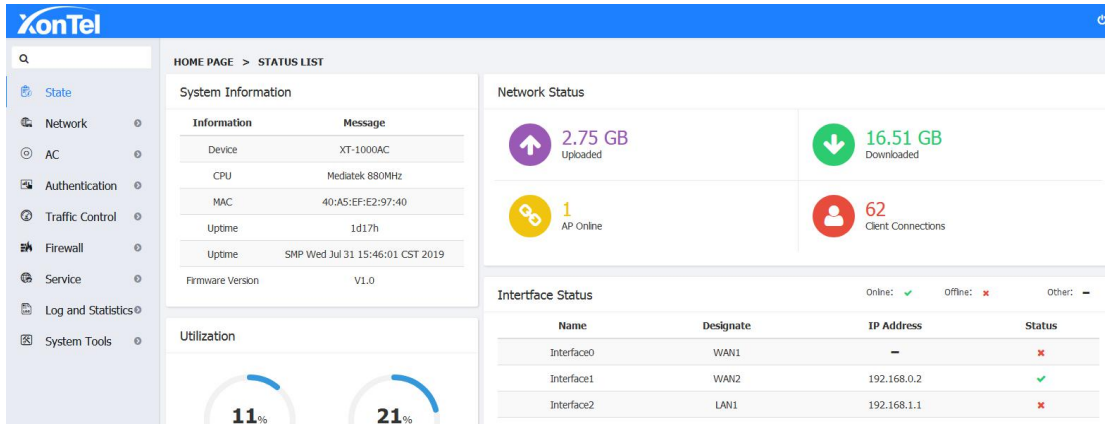 XonTel
HOME PAGE > STATUS LIST
State
Network
AC
Authentication
Traffic Control
Firewall
Service
Log and Statistics
System Tools
System Information
Information Message
Device XT-1000AC
CPU Mediatek 880MHz
MAC 40:A5:EF:E2:97:40
Uptime 1d17h
Uptime SMP Wed Jul 31 15:46:01 CST 2019
Firmware Version V1.0
Utilization
11% 21%
Network Status
2.75 GB
Uploaded
16.51 GB
Downloaded
1
AP Online
62
Client Connections
Intertface Status Online: Offline: Other:
Name Designate IP Address Status
Interface0 WAN1 –
Interface1 WAN2 192.168.0.2
Interface2 LAN1 192.168.1.1